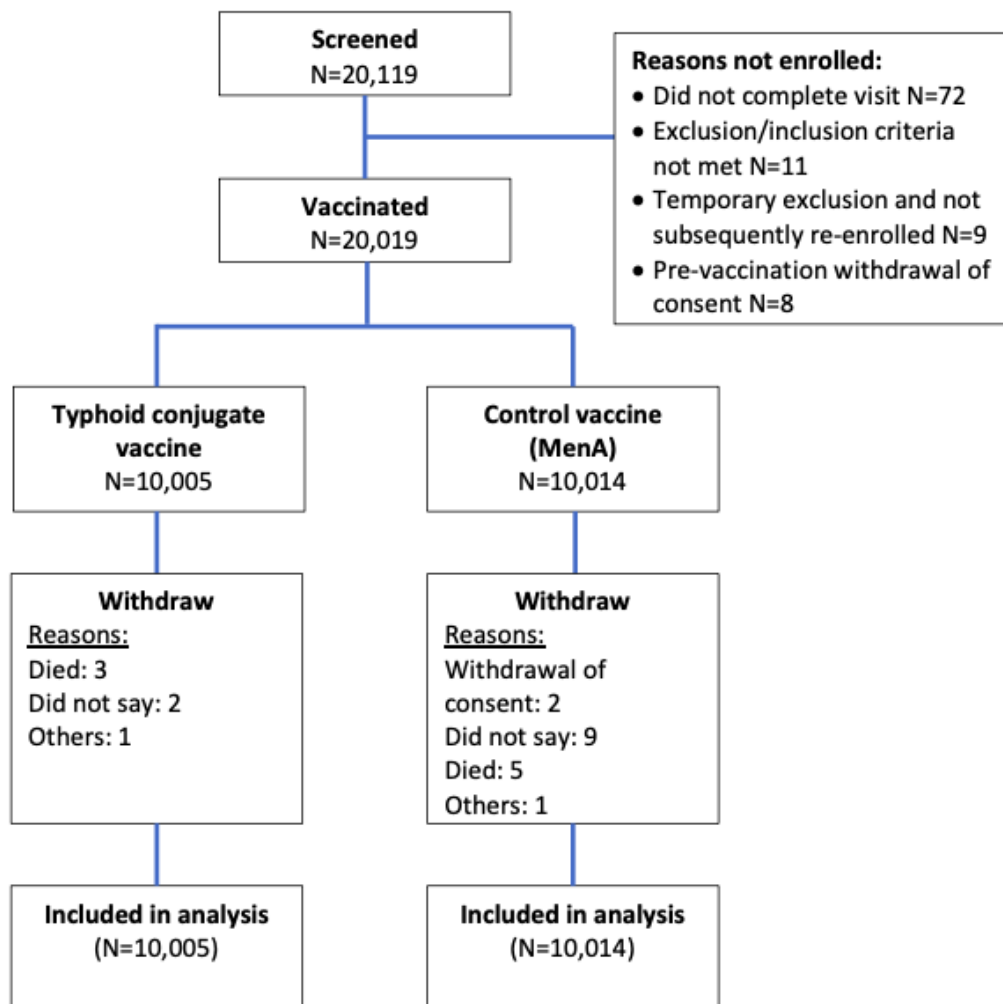 Screened
N=20,119
Reasons not enrolled:
• Did not complete visit N=72
• Exclusion/inclusion criteria
not met N=11
• Temporary exclusion and not
subsequently re-enrolled N=9
• Pre-vaccination withdrawal of
consent N=8
Vaccinated
N=20,019
Typhoid conjugate
vaccine
N=10,005
Control vaccine
(MenA)
N=10,014
Withdraw
Reasons:
Died: 3
Did not say: 2
Others: 1
Withdraw
Reasons:
Withdrawal of
consent: 2
Did not say: 9
Died: 5
Others: 1
Included in analysis
(N=10,005)
Included in analysis
(N=10,014)